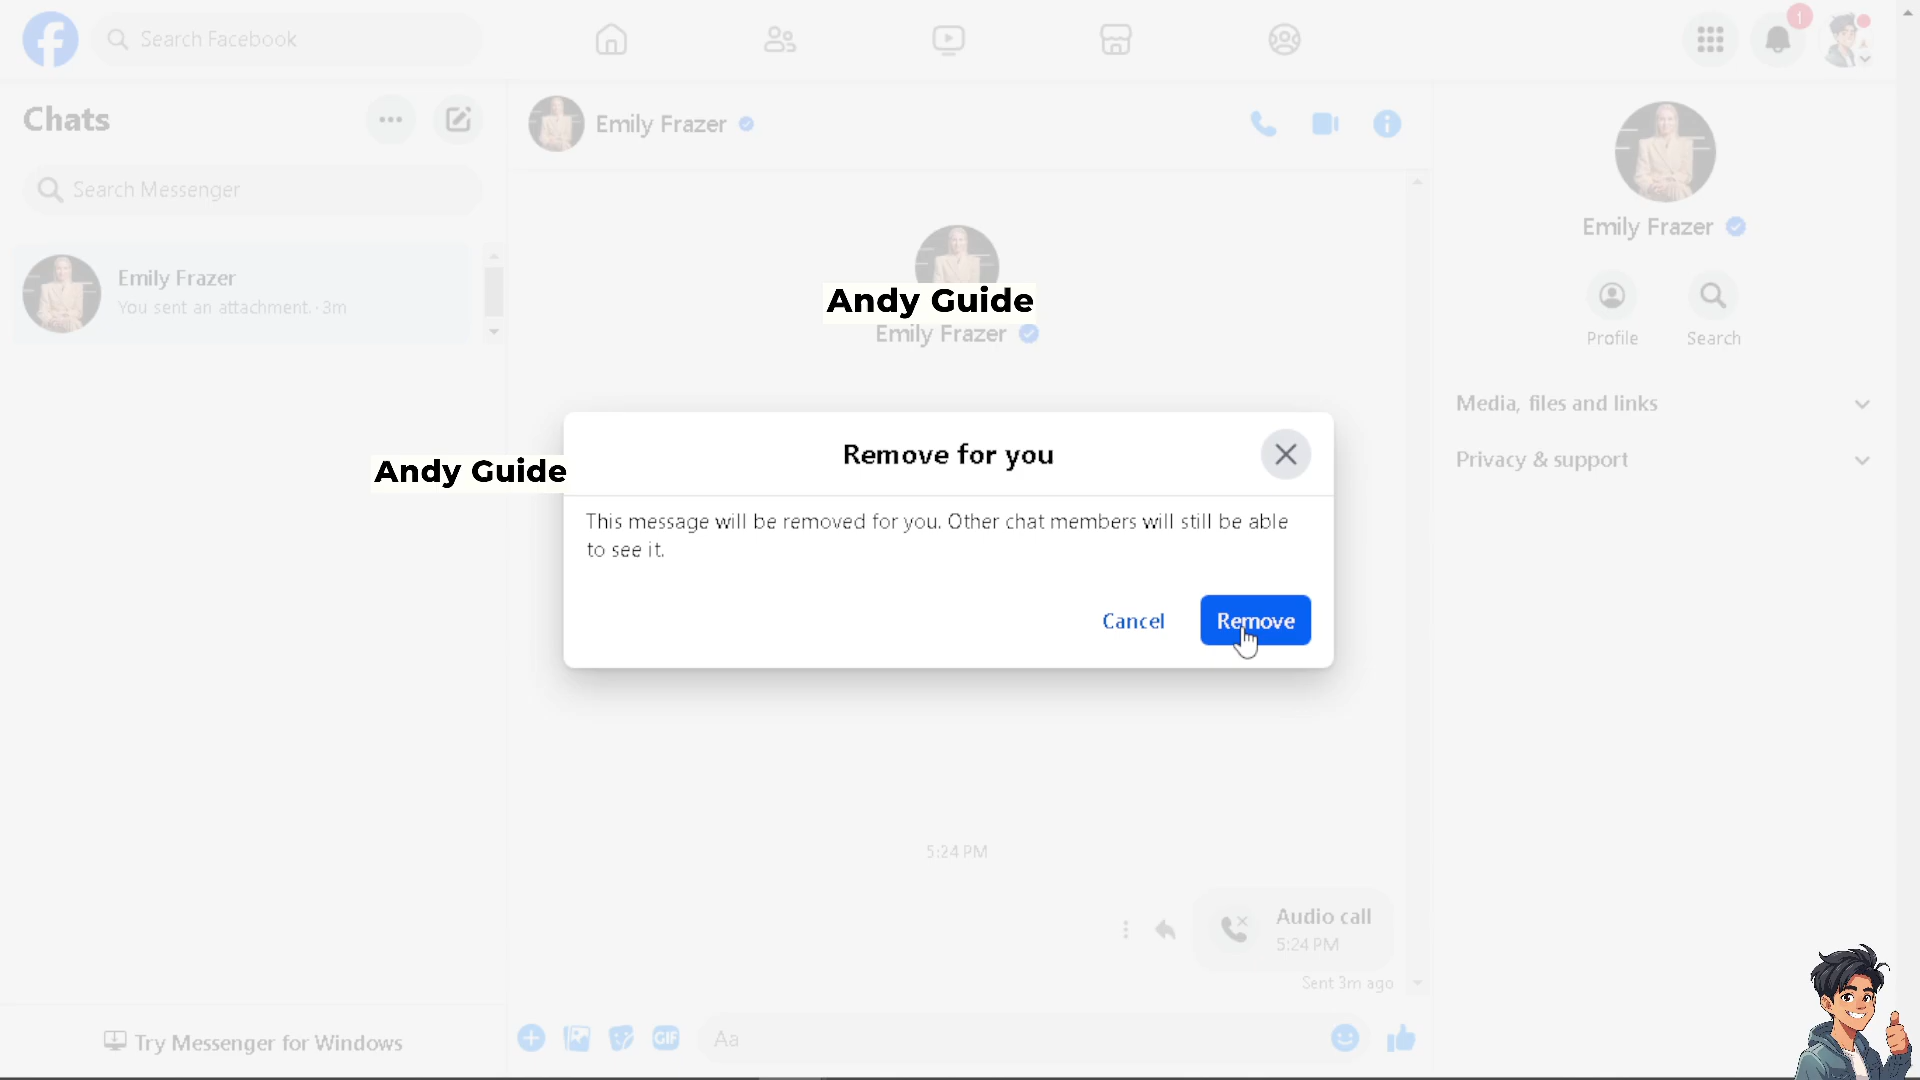 Search Facebook
1
Chats
Search Messenger
Emily Frazer
You sent an attachment. · 3m
Try Messenger for Windows
Emily Frazer
Andy Guide
Emily Frazer
Andy Guide
Remove for you
This message will be removed for you. Other chat members will still be able
to see it.
Cancel
Remove
5:24 PM
Audio call
5:24 PM
Sent 3m ago
GIF
Aa
Emily Frazer
Profile
Search
Media, files and links
Privacy & support